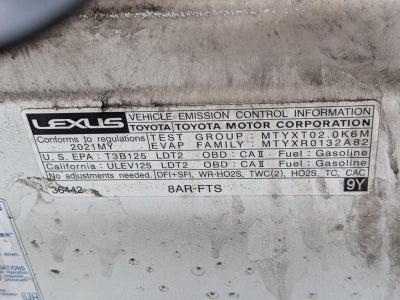 LEXUS VEHICLE EMISSION CONTROL INFORMATION
TOYOTA TOYOTA MOTOR CORPORATION
Conforms to regulations TEST GROUP : MTYXT02.0K6M
2021MY EVAP FAMILY : MTYXR0132A82
U.S. EPA : T3B125 LDT2 OBD : CA II Fuel : Gasoline
California : ULEV125 LDT2 OBD : CA II Fuel : Gasoline
No adjustments needed. DFI+SFI, WR-HO2S, TWC(2), HO2S, TC, CAC
36442 8AR-FTS 9Y